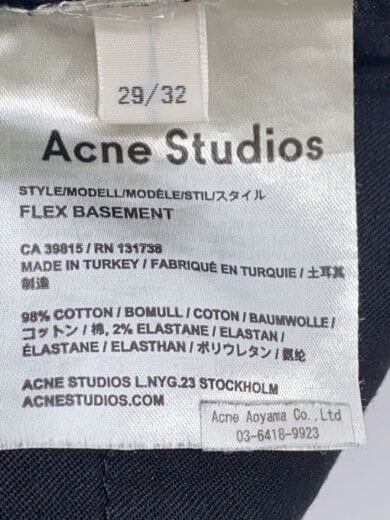 29/32
Acne Studios
STYLE/MODELL/MODÈLE/STIL/スタイル
FLEX BASEMENT
CA 39815 / RN 131736
MADE IN TURKEY / FABRIQUÉ EN TURQUIE / 土耳其
制造
98% COTTON / BOMULL / COTON / BAUMWOLLE /
コットン / 棉, 2% ELASTANE / ELASTAN /
ÉLASTANE / ELASTHAN / ポリウレタン / 氨纶
ACNE STUDIOS L.NYG.23 STOCKHOLM
ACNESTUDIOS.COM
Acne Aoyama Co.,Ltd
03-6418-9923